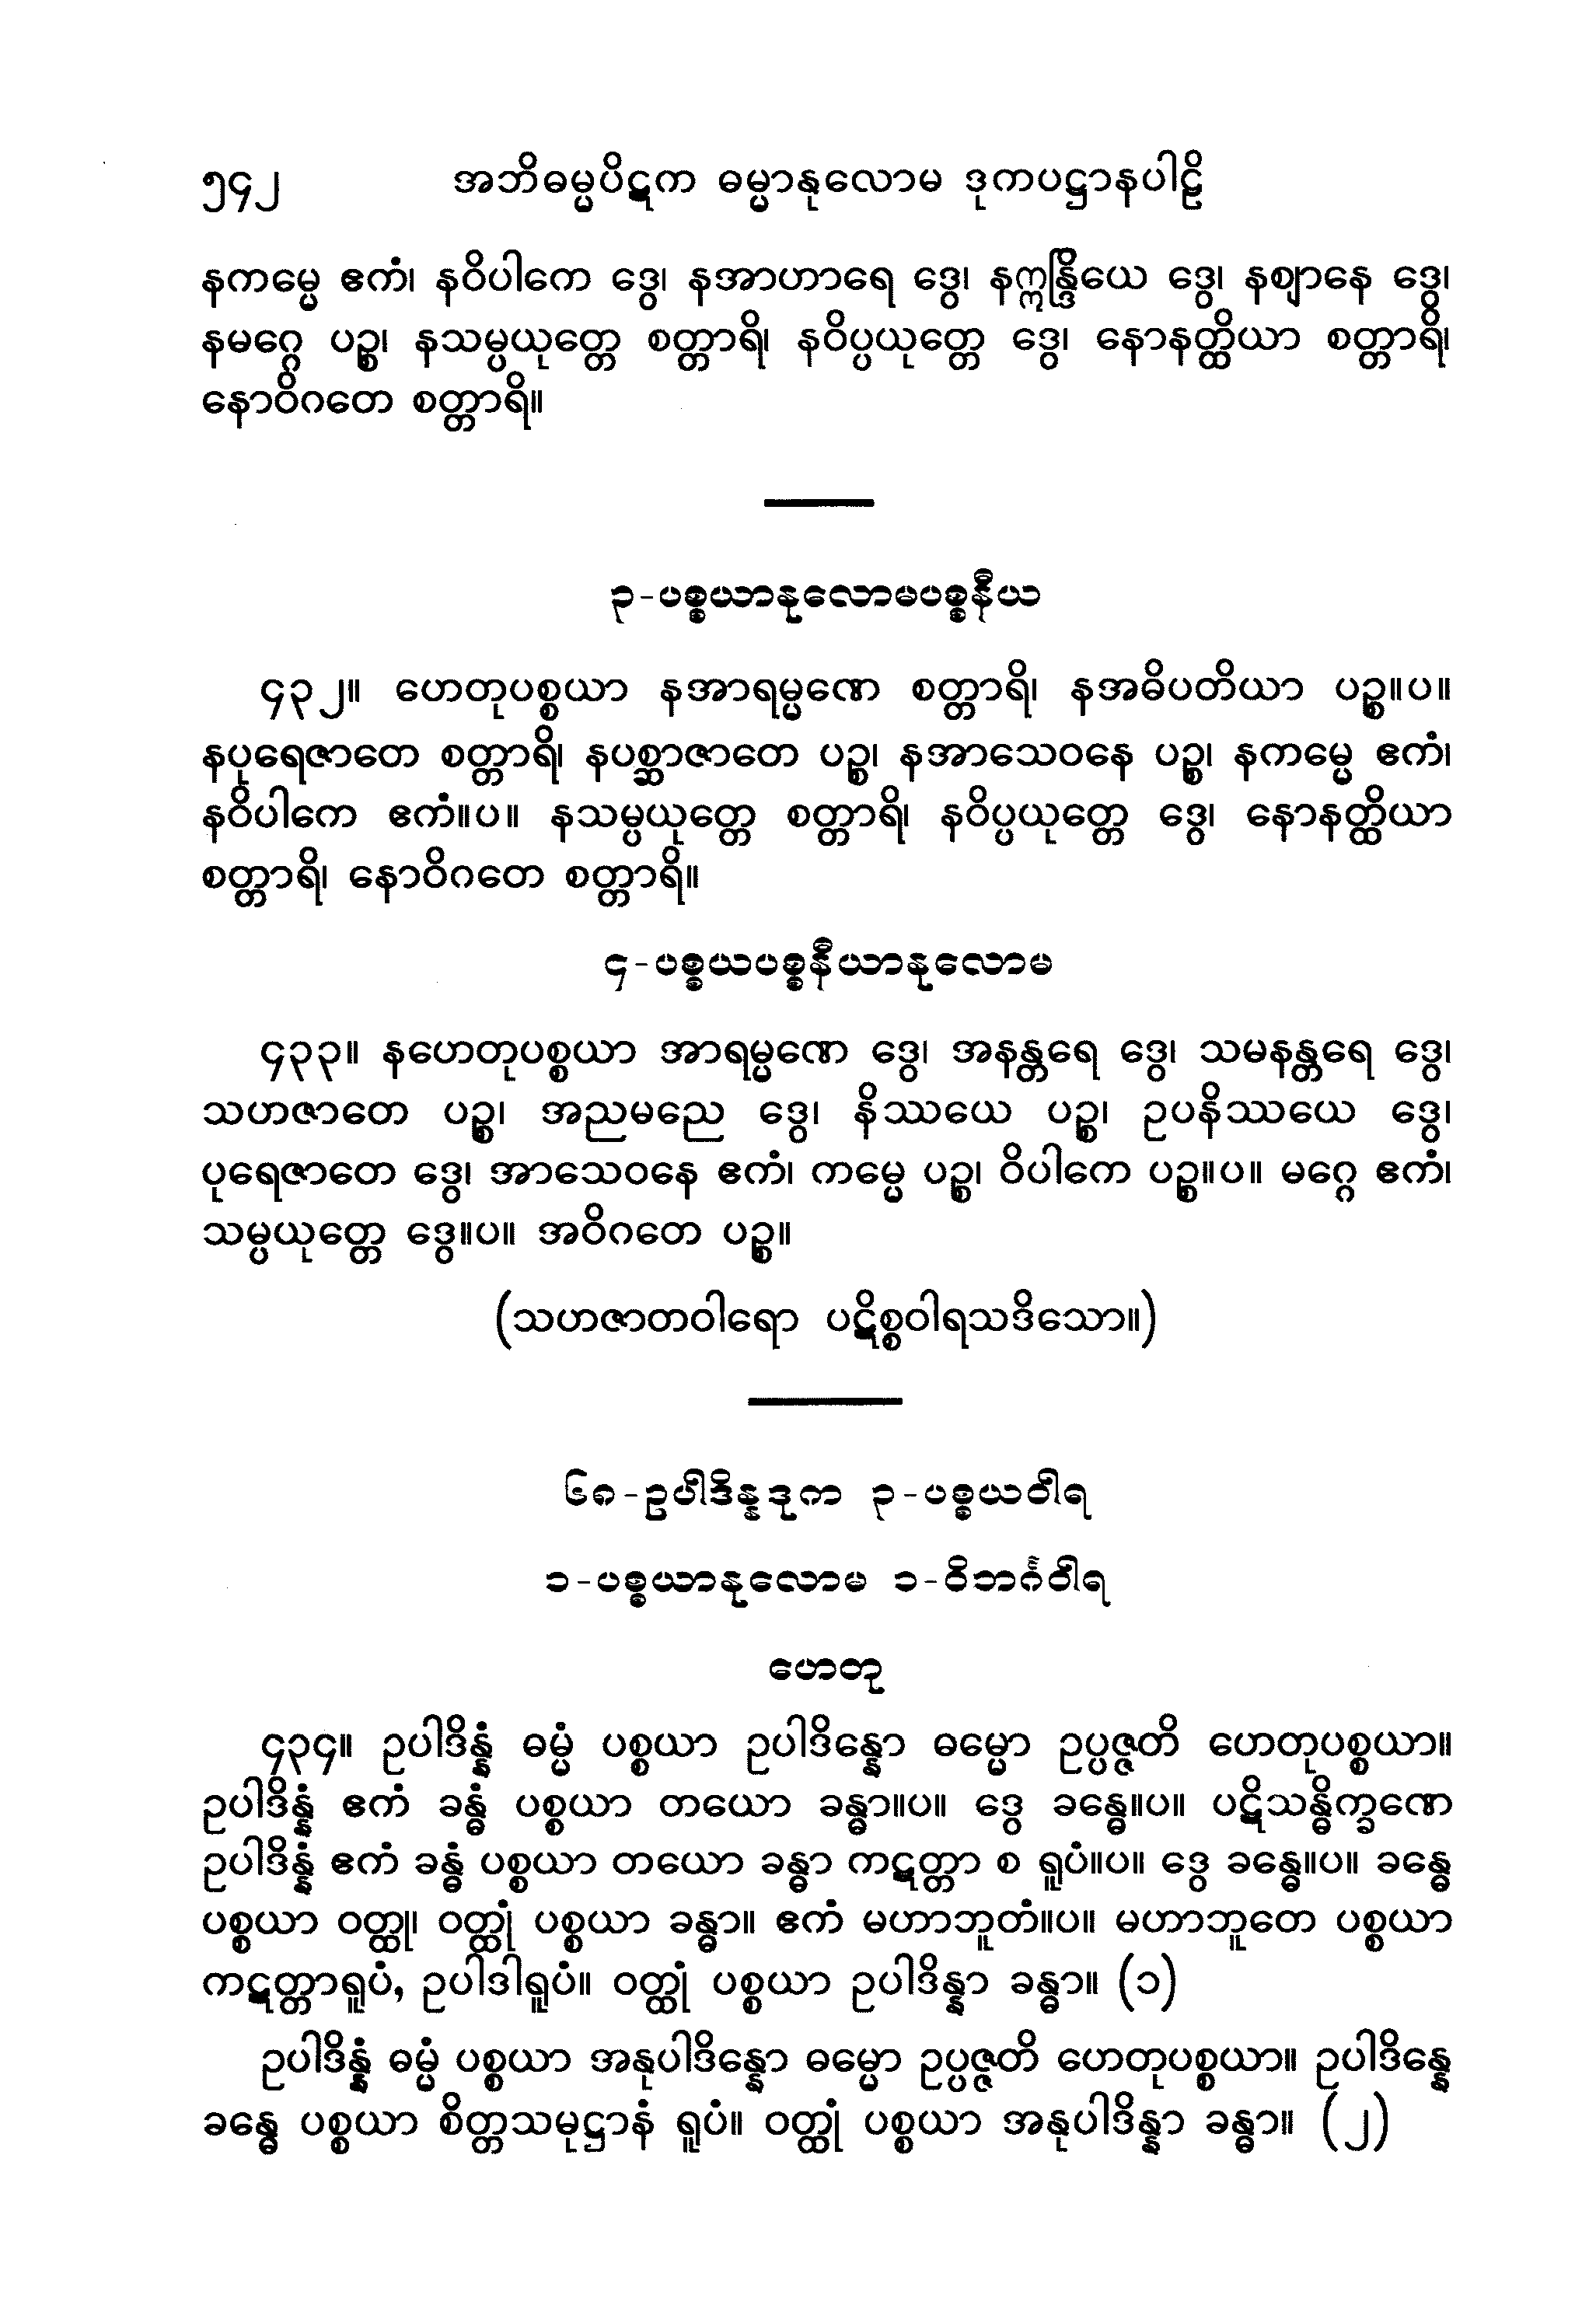 ၅၄၂ အဘိဓမ္မပိဋက ဓမ္မာနုလောမ ဒုကပဋ္ဌာနပါဠိ
နကမ္မေ ဧကံ၊ နဝိပါကေ ဒွေ၊ နအာဟာရေ ဒွေ၊ နဣန္ဒြိယေ ဒွေ၊ နဈာနေ ဒွေ၊
နမဂ္ဂေ ပဉ္စ၊ နသမ္ပယုတ္တေ စတ္တာရိ၊ နဝိပ္ပယုတ္တေ ဒွေ၊ နောနတ္ထိယာ စတ္တာရိ၊
နောဝိဂတေ စတ္တာရိ။
၃-ပစ္စယာနုလောမပစ္စနီယ
၄၃၂။ ဟေတုပစ္စယာ နအာရမ္မဏေ စတ္တာရိ၊ နအဓိပတိယာ ပဉ္စ။ပ။
နပုရေဇာတေ စတ္တာရိ၊ နပစ္ဆာဇာတေ ပဉ္စ၊ နအာသေဝနေ ပဉ္စ၊ နကမ္မေ ဧကံ၊
နဝိပါကေ ဧကံ။ပ။ နသမ္ပယုတ္တေ စတ္တာရိ၊ နဝိပ္ပယုတ္တေ ဒွေ၊ နောနတ္ထိယာ
စတ္တာရိ၊ နောဝိဂတေ စတ္တာရိ။
၄-ပစ္စယပစ္စနီယာနုလောမ
၄၃၃။ နဟေတုပစ္စယာ အာရမ္မဏေ ဒွေ၊ အနန္တရေ ဒွေ၊ သမနန္တရေ ဒွေ၊
သဟဇာတေ ပဉ္စ၊ အညမညေ ဒွေ၊ နိဿယေ ပဉ္စ၊ ဥပနိဿယေ ဒွေ၊
ပုရေဇာတေ ဒွေ၊ အာသေဝနေ ဧကံ၊ ကမ္မေ ပဉ္စ၊ ဝိပါကေ ပဉ္စ။ပ။ မဂ္ဂေ ဧကံ၊
သမ္ပယုတ္တေ ဒွေ။ပ။ အဝိဂတေ ပဉ္စ။
(သဟဇာတဝါရော ပဋိစ္စဝါရသဒိသော။)
၆၈-ဥပါဒိန္နဒုက ၃-ပစ္စယဝါရ
၁-ပစ္စယာနုလောမ ၁-ဝိဘင်္ဂဝါရ
ဟေတု
၄၃၄။ ဥပါဒိန္နံ ဓမ္မံ ပစ္စယာ ဥပါဒိန္နော ဓမ္မော ဥပ္ပဇ္ဇတိ ဟေတုပစ္စယာ။
ဥပါဒိန္နံ ဧကံ ခန္ဓံ ပစ္စယာ တယော ခန္ဓာ။ပ။ ဒွေ ခန္ဓေ။ပ။ ပဋိသန္ဓိက္ခဏေ
ဥပါဒိန္နံ ဧကံ ခန္ဓံ ပစ္စယာ တယော ခန္ဓာ ကဋတ္တာ စ ရူပံ။ပ။ ဒွေ ခန္ဓေ။ပ။ ခန္ဓေ
ပစ္စယာ ဝတ္ထု၊ ဝတ္ထုံ ပစ္စယာ ခန္ဓာ။ ဧကံ မဟာဘူတံ။ပ။ မဟာဘူတေ ပစ္စယာ
ကဋတ္တာရူပံ, ဥပါဒါရူပံ။ ဝတ္ထုံ ပစ္စယာ ဥပါဒိန္နာ ခန္ဓာ။ (၁)
ဥပါဒိန္နံ ဓမ္မံ ပစ္စယာ အနုပါဒိန္နော ဓမ္မော ဥပ္ပဇ္ဇတိ ဟေတုပစ္စယာ။ ဥပါဒိန္နေ
ခန္ဓေ ပစ္စယာ စိတ္တသမုဋ္ဌာနံ ရူပံ။ ဝတ္ထုံ ပစ္စယာ အနုပါဒိန္နာ ခန္ဓာ။ (၂)